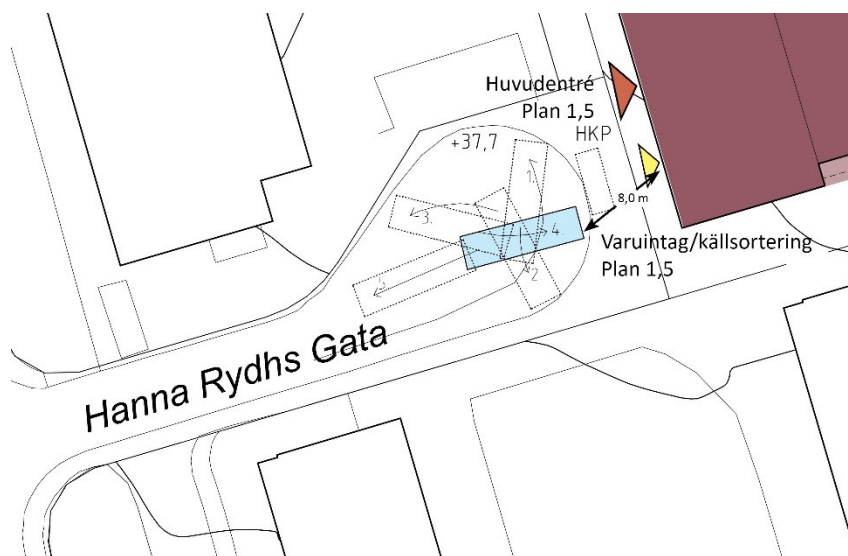 Huvudentré
Plan 1,5
HKP
+37,7
1.
3.
8,0 m
4.
2
Varuintag/källsortering
Plan 1,5
Hanna Rydhs Gata